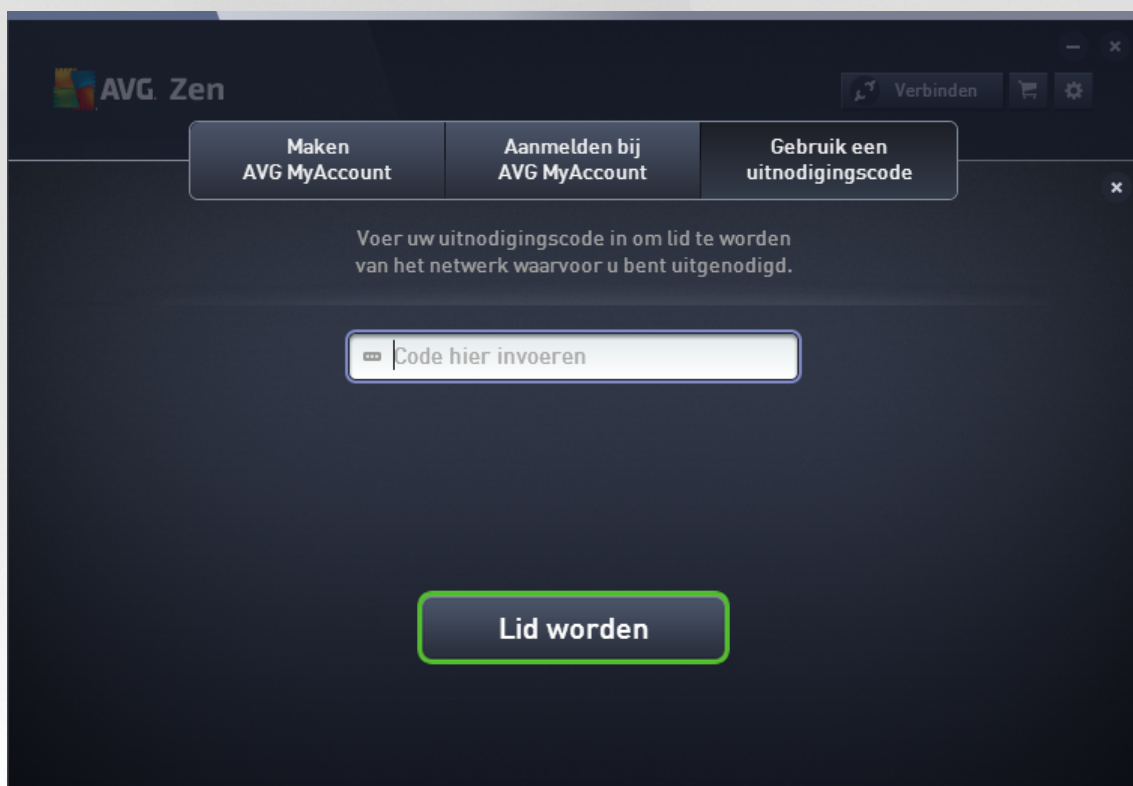 AVG. Zen
Verbinden
Maken
AVG MyAccount
Aanmelden bij
AVG MyAccount
Gebruik een
uitnodigingscode
Voer uw uitnodigingscode in om lid te worden
van het netwerk waarvoor u bent uitgenodigd.
Code hier invoeren
Lid worden